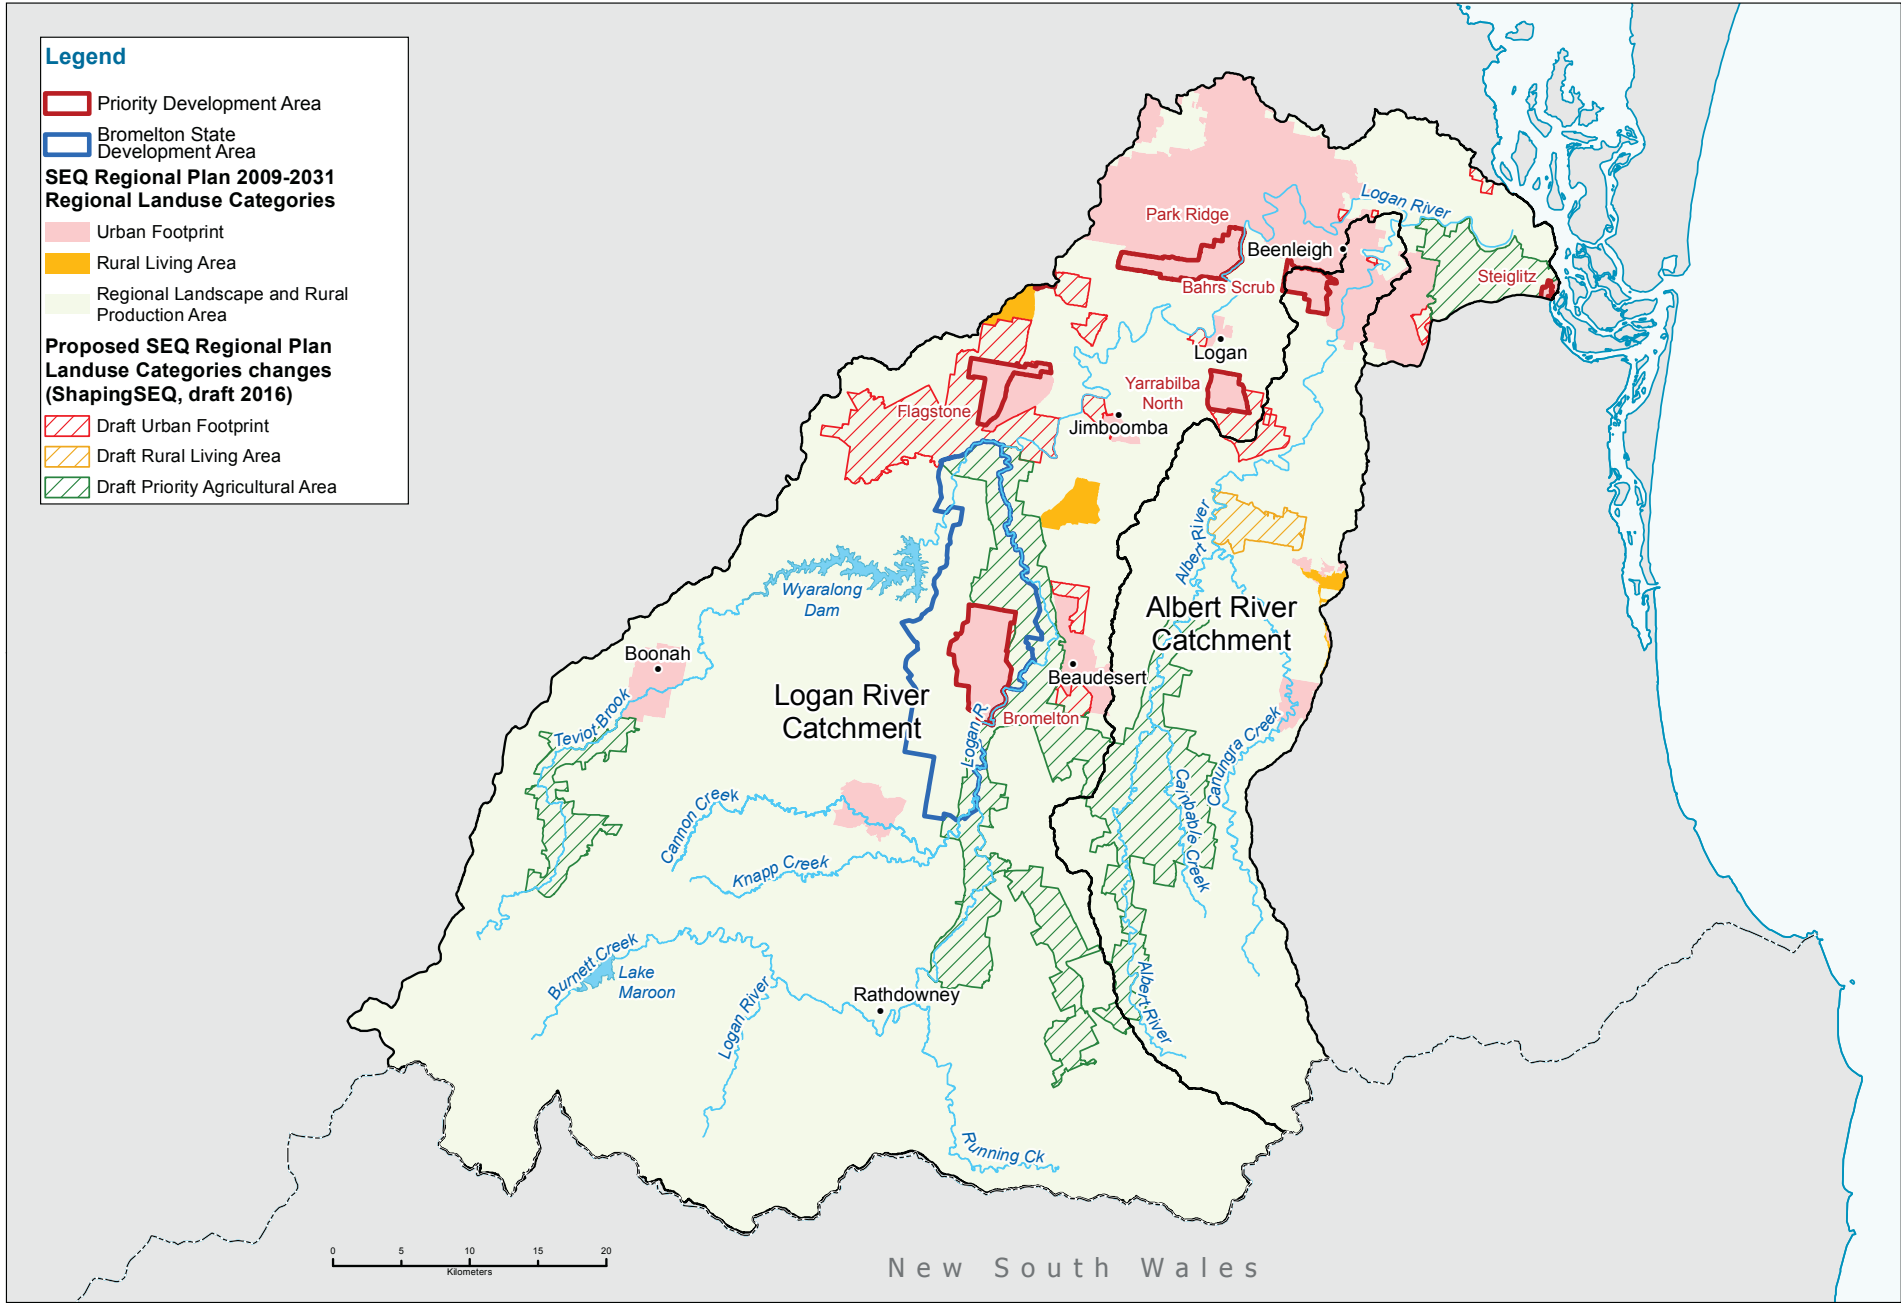 Legend
Priority Development Area
Bromelton State
Development Area
SEQ Regional Plan 2009-2031
Regional Landuse Categories
Urban Footprint
Rural Living Area
Regional Landscape and Rural
Production Area
Proposed SEQ Regional Plan
Landuse Categories changes
(ShapingSEQ, draft 2016)
Draft Urban Footprint
Draft Rural Living Area
Draft Priority Agricultural Area
Logan River
Park Ridge
Beenleigh
Steiglitz
Bahrs Scrub
Logan
Yarrabilba
North
Flagstone
Jimboomba
Albert River
Wyaralong
Dam
Albert River
Catchment
Boonah
Beaudesert
Logan River
Catchment
Bromelton
Teviot Brook
Logan R
Canungra Creek
Cainbable Creek
Cannon Creek
Knapp Creek
Burnett Creek
Lake
Maroon
Logan River
Rathdowney
Albert River
Running Ck
0 5 10 15 20
Kilometers
New South Wales